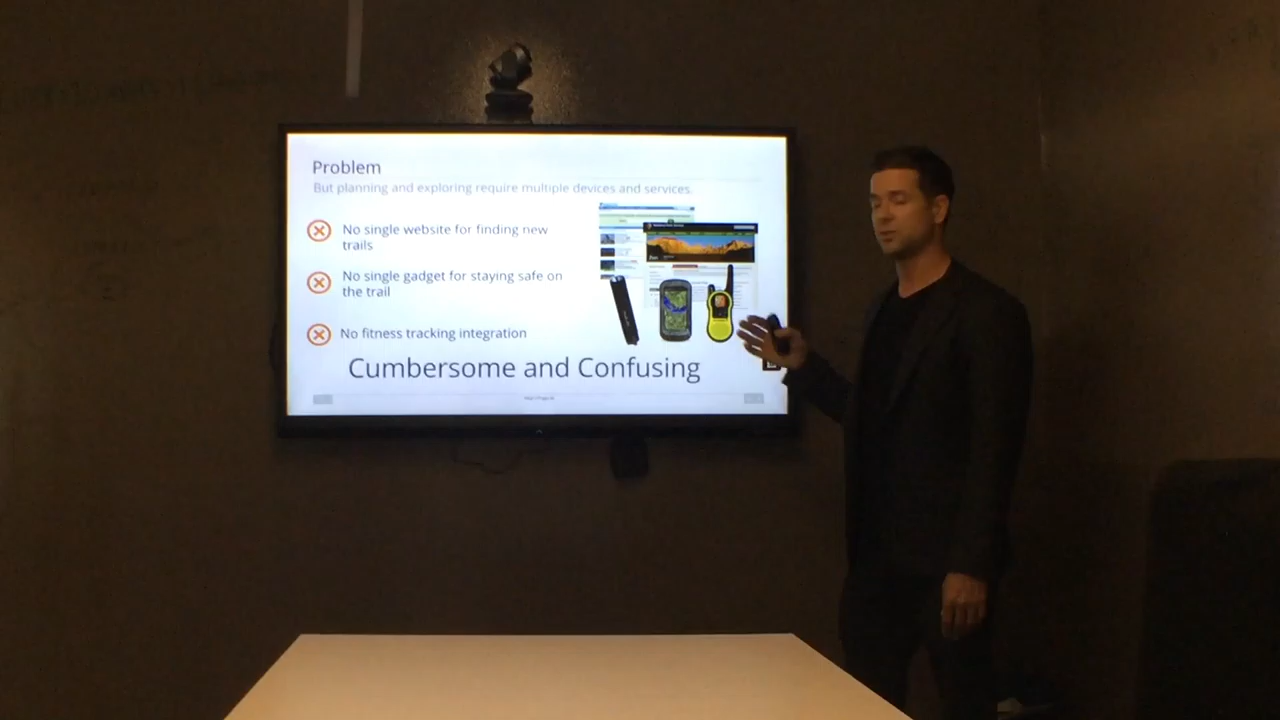 Problem
But planning and exploring require multiple devices and services.
No single website for finding new
trails
No single gadget for staying safe on
the trail
No fitness tracking integration
Cumbersome and Confusing